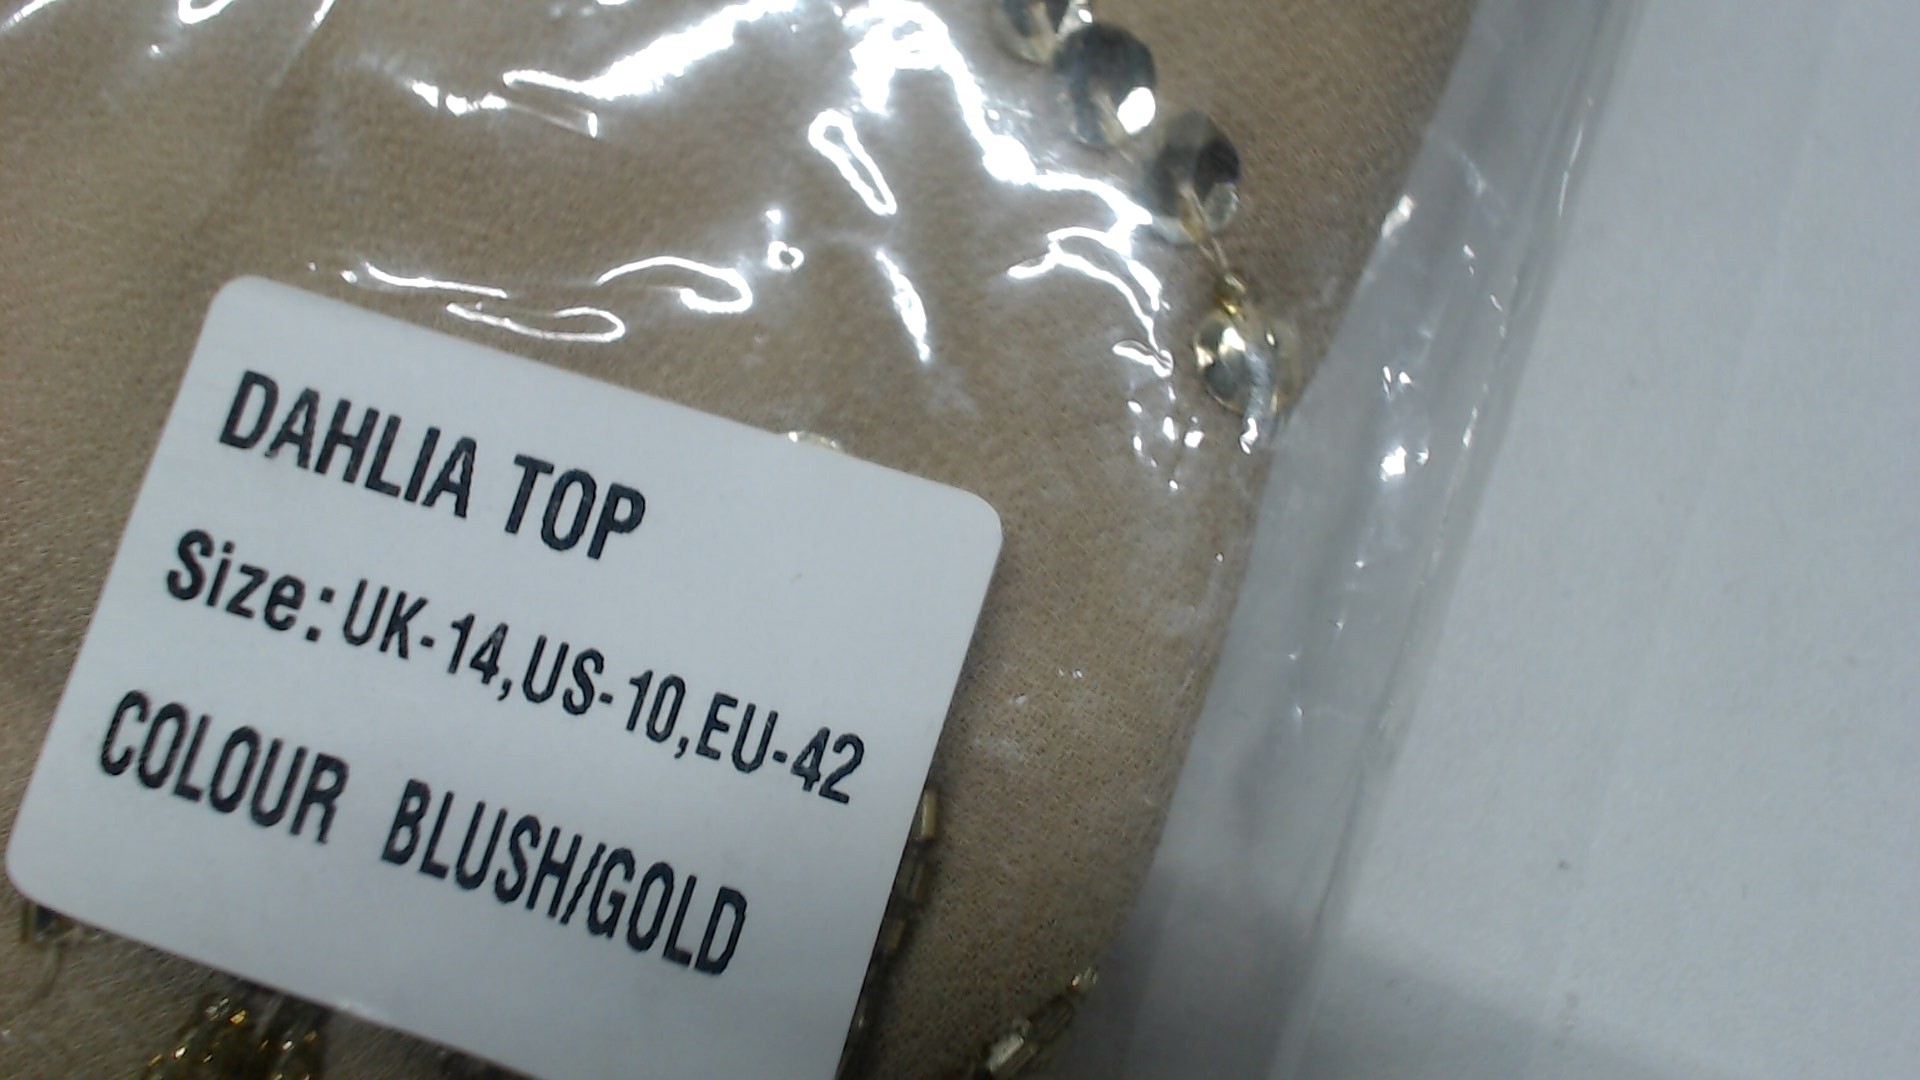 DAHLIA TOP
Size: UK-14,US-10,EU-42
COLOUR BLUSH/GOLD